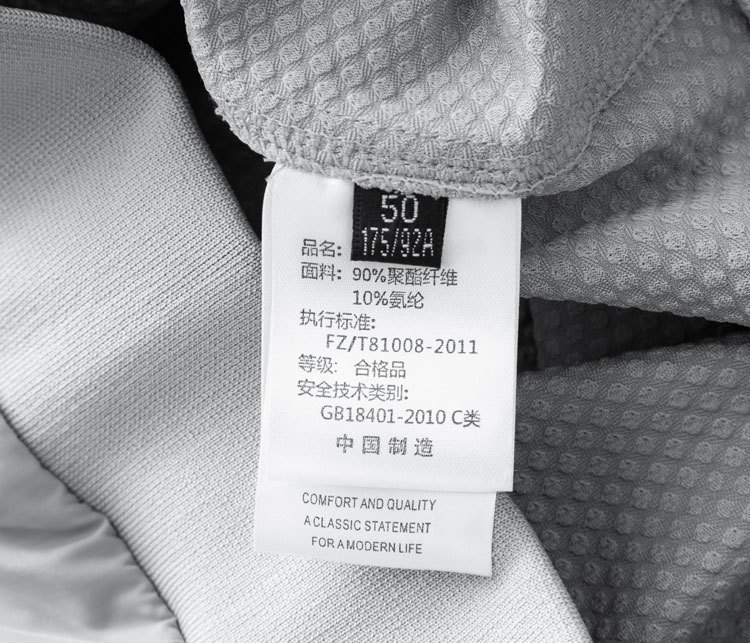 50
175/92A
品名:
面料: 90%聚酯纤维
10%氨纶
执行标准:
FZ/T81008-2011
等级: 合格品
安全技术类别:
GB18401-2010 C类
中国制造
COMFORT AND QUALITY
A CLASSIC STATEMENT
FOR A MODERN LIFE